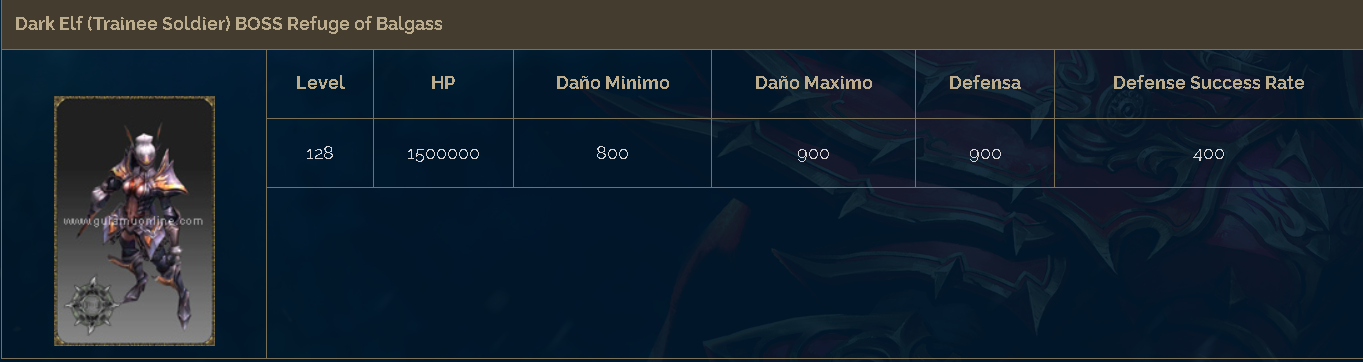 Dark Elf (Trainee Soldier) BOSS Refuge of Balgass
Level HP Daño Minimo Daño Maximo Defensa Defense Success Rate
128 1500000 800 900 900 400
www.guiamuonline.com